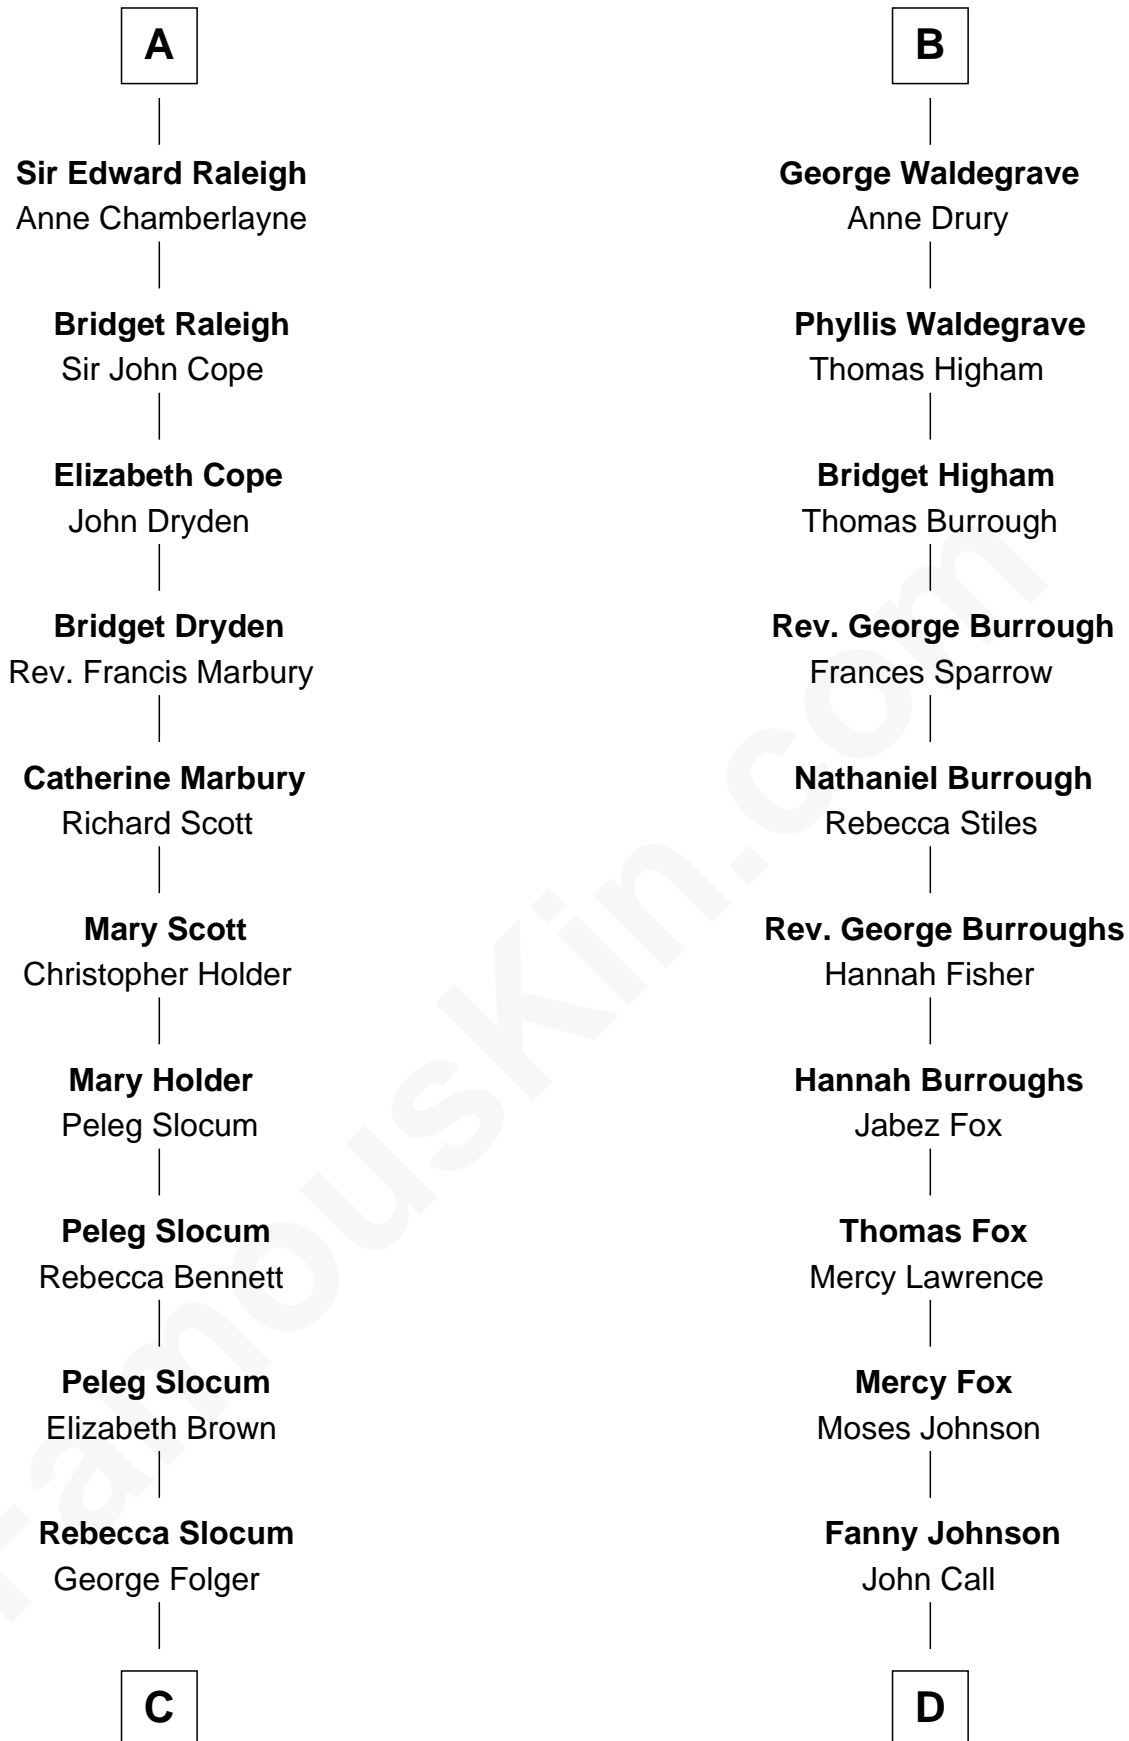 A
Sir Edward Raleigh
Anne Chamberlayne
Bridget Raleigh
Sir John Cope
Elizabeth Cope
John Dryden
Bridget Dryden
Rev. Francis Marbury
Catherine Marbury
Richard Scott
Mary Scott
Christopher Holder
Mary Holder
Peleg Slocum
Peleg Slocum
Rebecca Bennett
Peleg Slocum
Elizabeth Brown
Rebecca Slocum
George Folger
C
B
George Waldegrave
Anne Drury
Phyllis Waldegrave
Thomas Higham
Bridget Higham
Thomas Burrough
Rev. George Burrough
Frances Sparrow
Nathaniel Burrough
Rebecca Stiles
Rev. George Burroughs
Hannah Fisher
Hannah Burroughs
Jabez Fox
Thomas Fox
Mercy Lawrence
Mercy Fox
Moses Johnson
Fanny Johnson
John Call
D
FamousKin.com